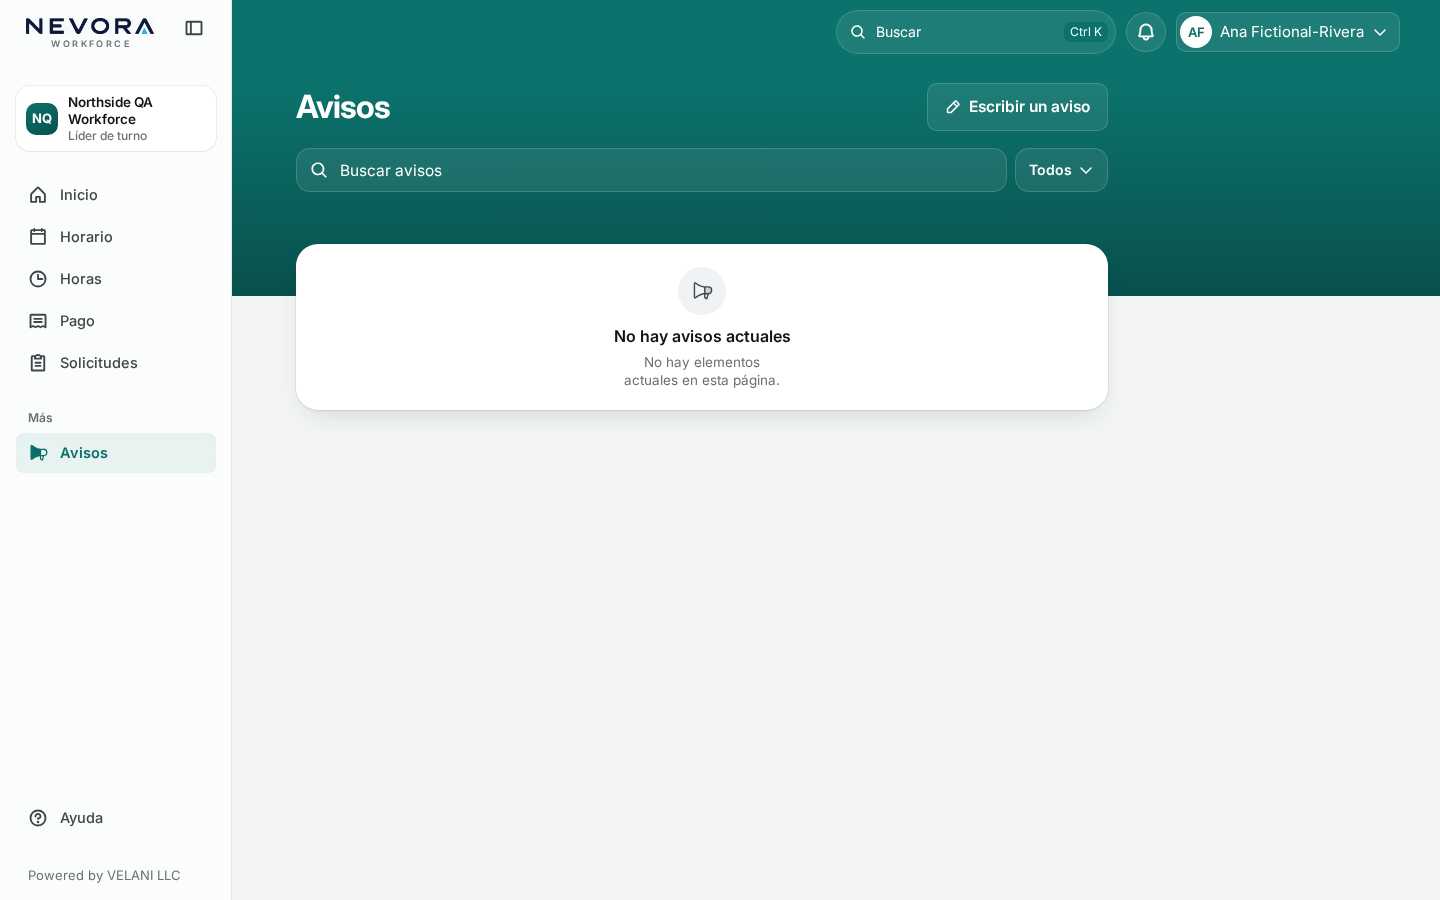 NEVORA
WORKFORCE
Buscar
Ctrl K
AF
Ana Fictional-Rivera
NQ
Northside QA
Workforce
Líder de turno
Avisos
Escribir un aviso
Buscar avisos
Todos
Inicio
Horario
Horas
Pago
Solicitudes
Más
Avisos
No hay avisos actuales
No hay elementos
actuales en esta página.
Ayuda
Powered by VELANI LLC